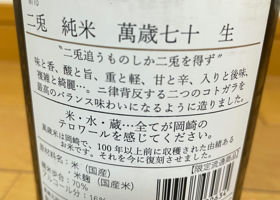 二兎 純米 萬歳七十 生
"二兎追うものしか二兎を得ず"
味と香、酸と旨、重と軽、甘と辛、入りと後味、
複雑と綺麗…二律背反する二つのコトガラが
最高のバランス味わいになるように造りました。
米・水・蔵…全てが岡崎の
テロワールを感じてください。
萬歳米は岡崎で、100年以上前に収穫された由緒ある
お米です。それを今に復刻させました。
米(国産)
米麹(国産米)
70%
16%
限定流通商品